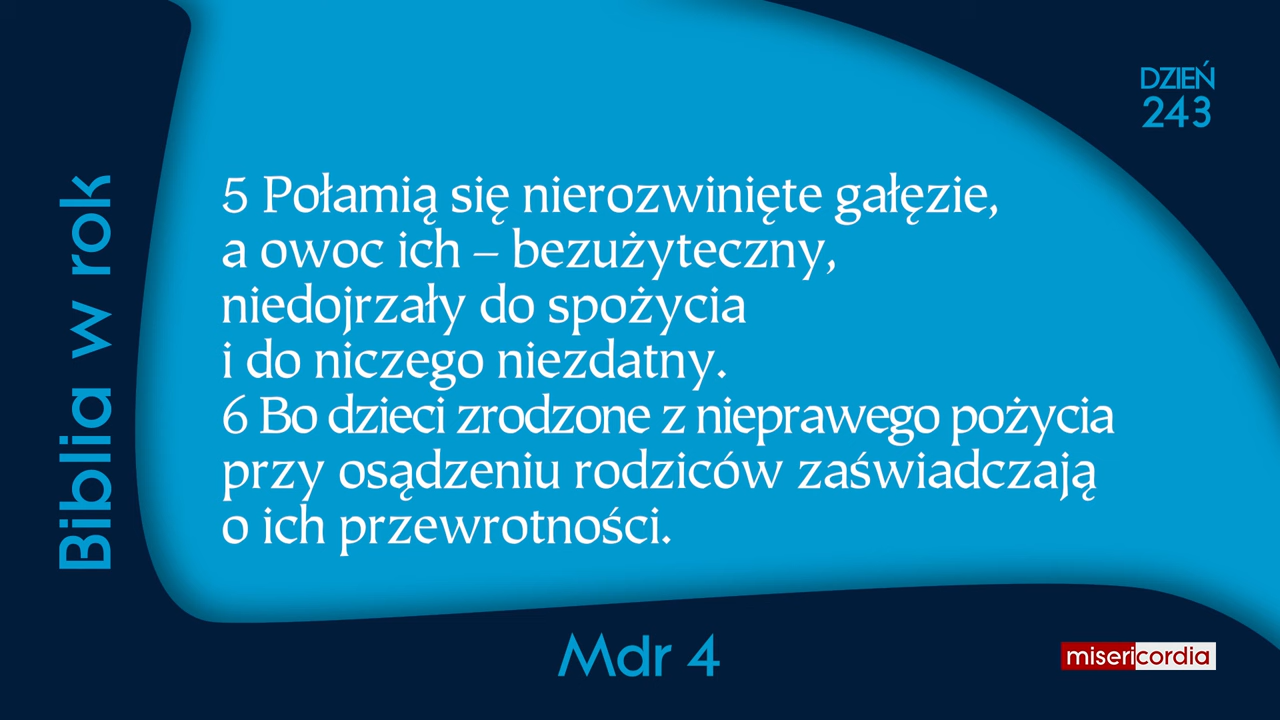 DZIEŃ
243
Biblia w rok
5 Połamią się nierozwinięte gałęzie,
a owoc ich – bezużyteczny,
niedojrzały do spożycia
i do niczego niezdatny.
6 Bo dzieci zrodzone z nieprawego pożycia
przy osądzeniu rodziców zaświadczają
o ich przewrotności.
Mdr 4
misericordia